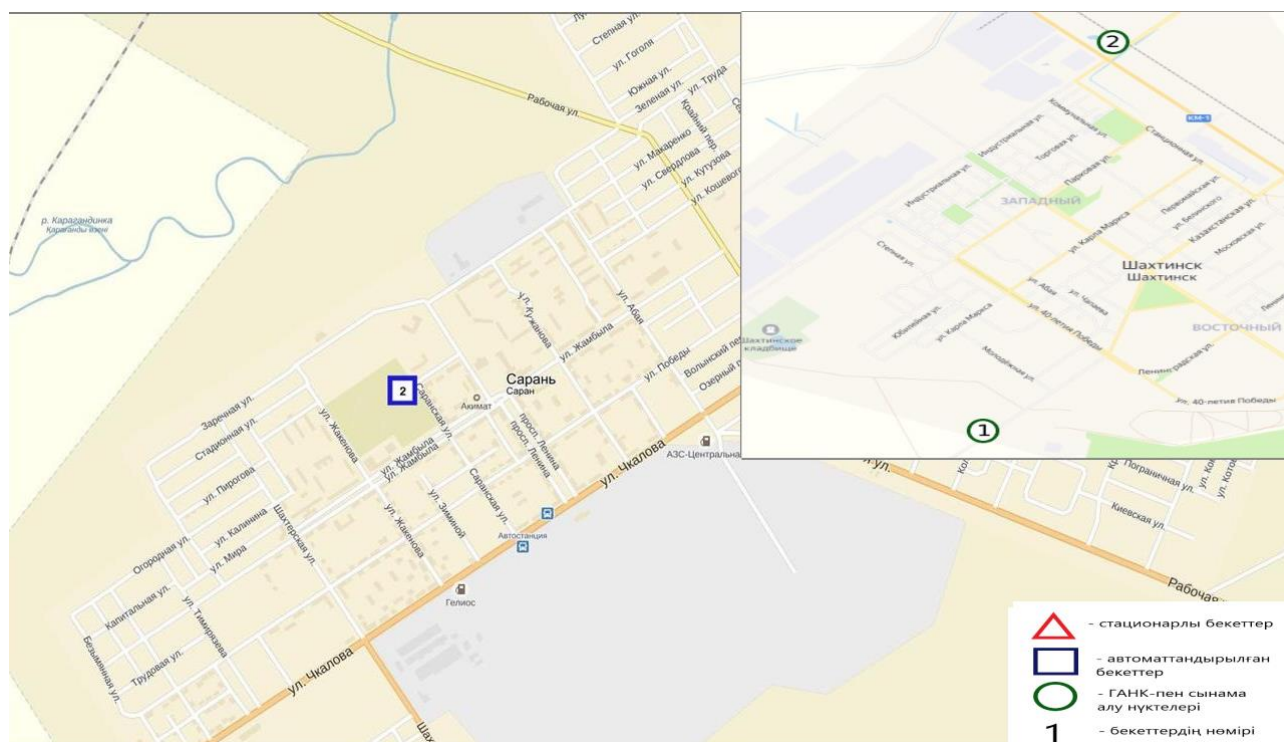 Степная ул.
ул. Гоголя
Южная ул.
Зеленая ул.
ул. Труда
Крайний пер.
Рабочая ул.
ул. Макаренко
ул. Свердлова
ул. Кутузова
ул. Кошевого
р. Карагандинка
Қарағанды өзені
ул. Абая
ул. Кужанова
ул. Жамбыла
ул. Победы
Волынский пер.
Озерный
Сарань
Саран
2
Саранская ул.
Акимат
Заречная ул.
Стадионная ул.
ул. Жакенова
ул. Жамбыла
ул. Жамбыла
просп. Ленина
просп. Ленина
ул. Чкалова
АЗС-Центральная
ул. Пирогова
Саранская ул.
ул. Зиминой
ул. Калинина
Шахтерская ул.
ул. Жакенова
Автостанция
Огородная ул.
ул. Мира
Гелиос
Капитальная ул.
ул. Тимирязева
Безымянная ул.
Трудовая ул.
ул. Чкалова
Пограничная ул.
Киевская ул.
Рабочая
2
КМ-1
Коммунальная ул.
Индустриальная ул.
Торговая ул.
Станционная ул.
Парковая ул.
Индустриальная ул.
ЗАПАДНЫЙ
Первомайская ул.
ул. Белинского
Казахстанская ул.
Московская ул.
ул. Карла Маркса
Степная ул.
Шахтинск
Шахтинск
ул. Абая
ул. Чапаева
ул. 40-летия Победы
Юбилейная ул.
ул. Карла Маркса
Молодёжная ул.
Шахтинское
кладбище
ВОСТОЧНЫЙ
Ленинградская ул.
ул. 40-летия Победы
1
- стационарлы бекеттер
- автоматтандырылған
бекеттер
- ГАНК-пен сынама
алу нүктелері
1 - бекеттердің нөмірі